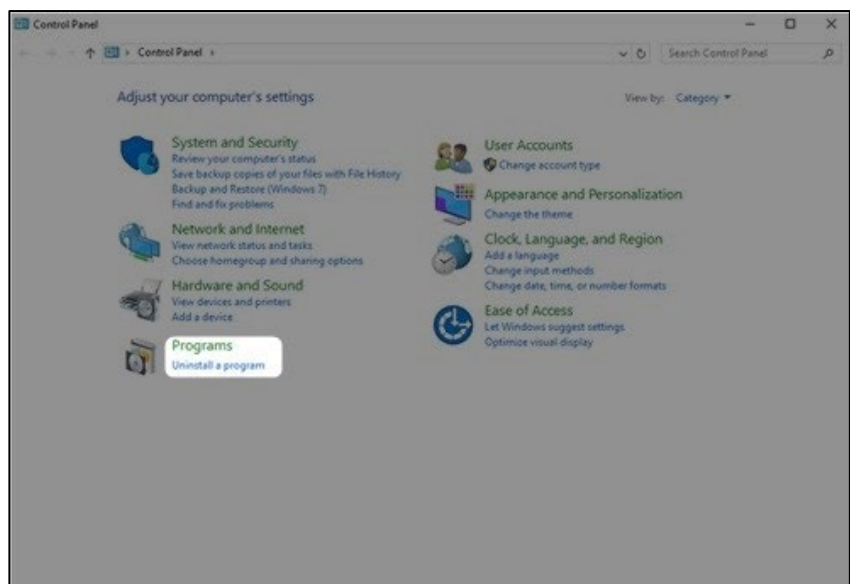 Control Panel
Control Panel
Search Control Panel
Adjust your computer's settings
View by: Category
System and Security
Review your computer's status
Save backup copies of your files with File History
Backup and Restore (Windows 7)
Find and fix problems
Network and Internet
View network status and tasks
Choose homegroup and sharing options
Hardware and Sound
View devices and printers
Add a device
Programs
Uninstall a program
User Accounts
Change account type
Appearance and Personalization
Change the theme
Clock, Language, and Region
Add a language
Change input methods
Change date, time, or number formats
Ease of Access
Let Windows suggest settings
Optimize visual display